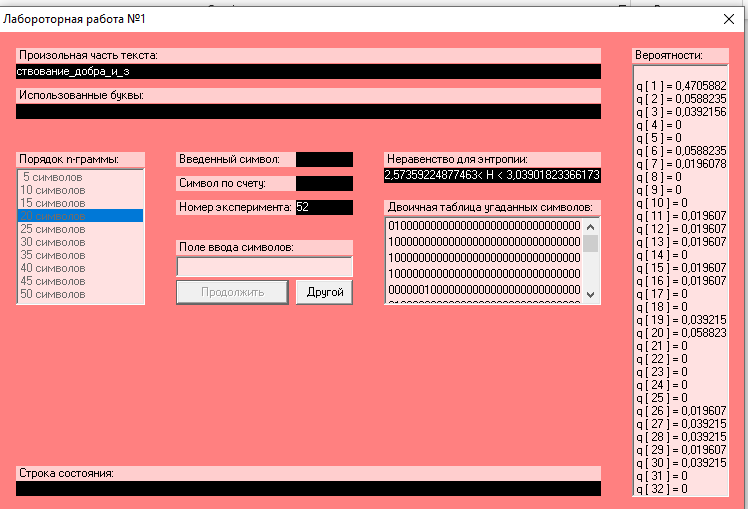 Лабороторная работа №1
Произольная часть текста:
ствование_добра_и_з
Использованные буквы:
Порядок n-граммы:
5 символов
10 символов
15 символов
25 символов
30 символов
35 символов
40 символов
45 символов
50 символов
Введенный символ:
Символ по счету:
Номер эксперимента: 52
Поле ввода символов:
Продолжить
Другой
Неравенство для энтропии:
2,57359224877463< H < 3,03901823366173
Двоичная таблица угаданных символов:
01000000000000000000000000000000
10000000000000000000000000000000
10000000000000000000000000000000
10000000000000000000000000000000
00000100000000000000000000000000
Строка состояния:
Вероятности:
q [ 1 ] = 0,4705882
q [ 2 ] = 0,0588235
q [ 3 ] = 0,0392156
q [ 4 ] = 0
q [ 5 ] = 0
q [ 6 ] = 0,0588235
q [ 7 ] = 0,0196078
q [ 8 ] = 0
q [ 9 ] = 0
q [ 10 ] = 0
q [ 11 ] = 0,019607
q [ 12 ] = 0,019607
q [ 13 ] = 0,019607
q [ 14 ] = 0
q [ 15 ] = 0,019607
q [ 16 ] = 0,019607
q [ 17 ] = 0
q [ 18 ] = 0
q [ 19 ] = 0,039215
q [ 20 ] = 0,058823
q [ 21 ] = 0
q [ 22 ] = 0
q [ 23 ] = 0
q [ 24 ] = 0
q [ 25 ] = 0
q [ 26 ] = 0,019607
q [ 27 ] = 0,039215
q [ 28 ] = 0,039215
q [ 29 ] = 0,019607
q [ 30 ] = 0,039215
q [ 31 ] = 0
q [ 32 ] = 0